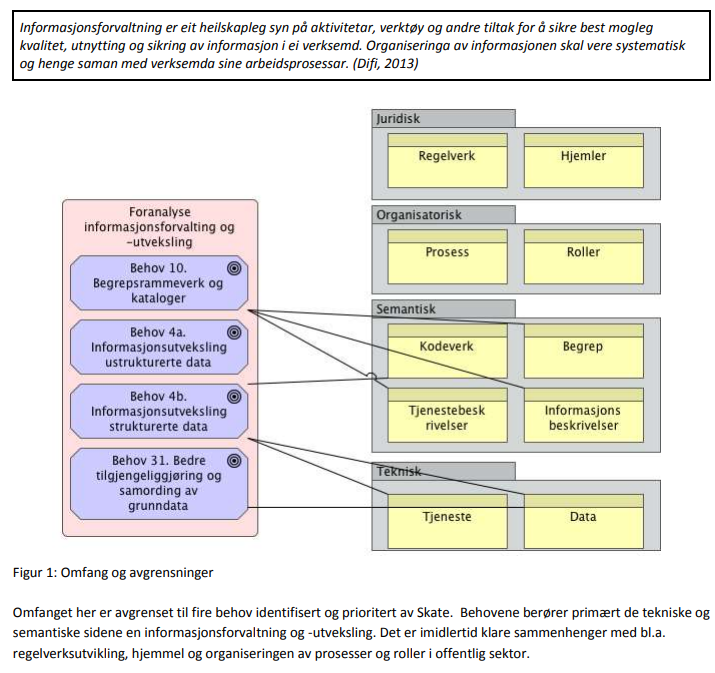 Informasjonsforvaltning er eit heilskapleg syn på aktivitetar, verktøy og andre tiltak for å sikre best mogleg
kvalitet, utnytting og sikring av informasjon i ei verksemd. Organiseringa av informasjonen skal vere systematisk
og henge saman med verksemda sine arbeidsprosessar. (Difi, 2013)
Foranalyse
informasjonsforvalting og
-utveksling
Behov 10.
Begrepsrammeverk og
kataloger
Behov 4a.
Informasjonsutveksling
ustrukturerte data
Behov 4b.
Informasjonsutveksling
strukturerte data
Behov 31. Bedre
tilgjengeliggjøring og
samording av
grunndata
Juridisk
Regelverk
Hjemler
Organisatorisk
Prosess
Roller
Semantisk
Kodeverk
Begrep
Tjenestebesk
rivelser
Informasjons
beskrivelser
Teknisk
Tjeneste
Data
Figur 1: Omfang og avgrensninger
Omfanget her er avgrenset til fire behov identifisert og prioritert av Skate. Behovene berører primært de tekniske og
semantiske sidene en informasjonsforvaltning og -utveksling. Det er imidlertid klare sammenhenger med bl.a.
regelverksutvikling, hjemmel og organiseringen av prosesser og roller i offentlig sektor.